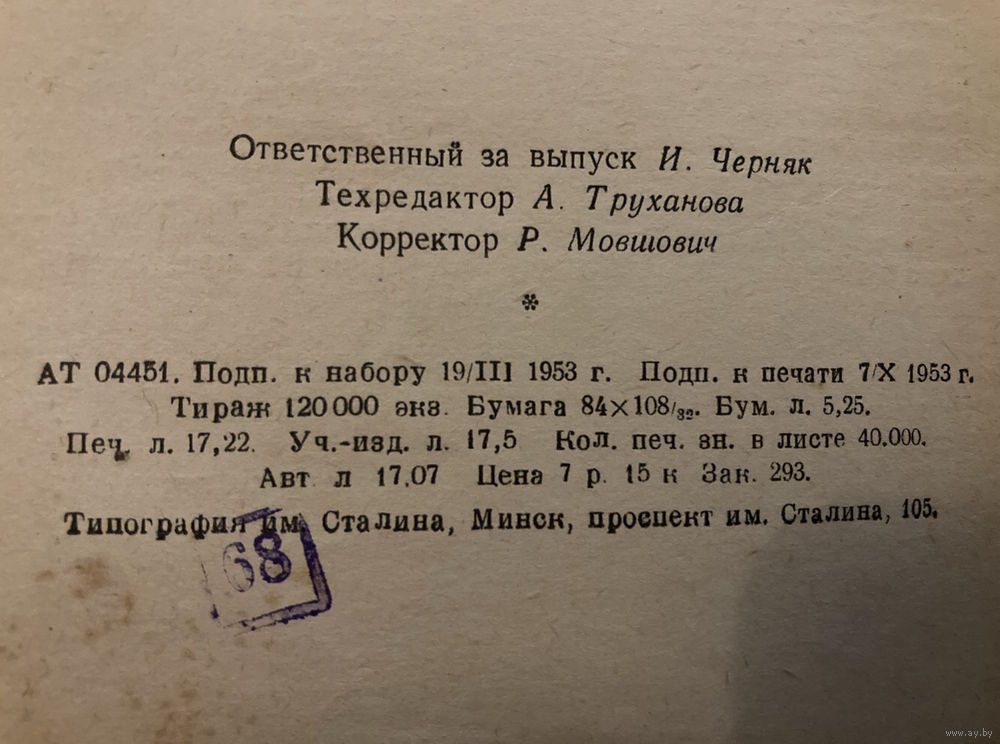 Ответственный за выпуск И. Черняк
Техредактор А. Труханова
Корректор Р. Мовшович
*
АТ 04451. Подп. к набору 19/III 1953 г. Подп. к печати 7/X 1953 г.
Тираж 120 000 экз. Бумага 84×108/32. Бум. л. 5,25.
Печ. л. 17,22. Уч.-изд. л. 17,5 Кол. печ. зн. в листе 40.000.
Авт л 17.07 Цена 7 р. 15 к Зак. 293.
Типография им. Сталина, Минск, проспект им. Сталина, 105.
68
www.ay.by